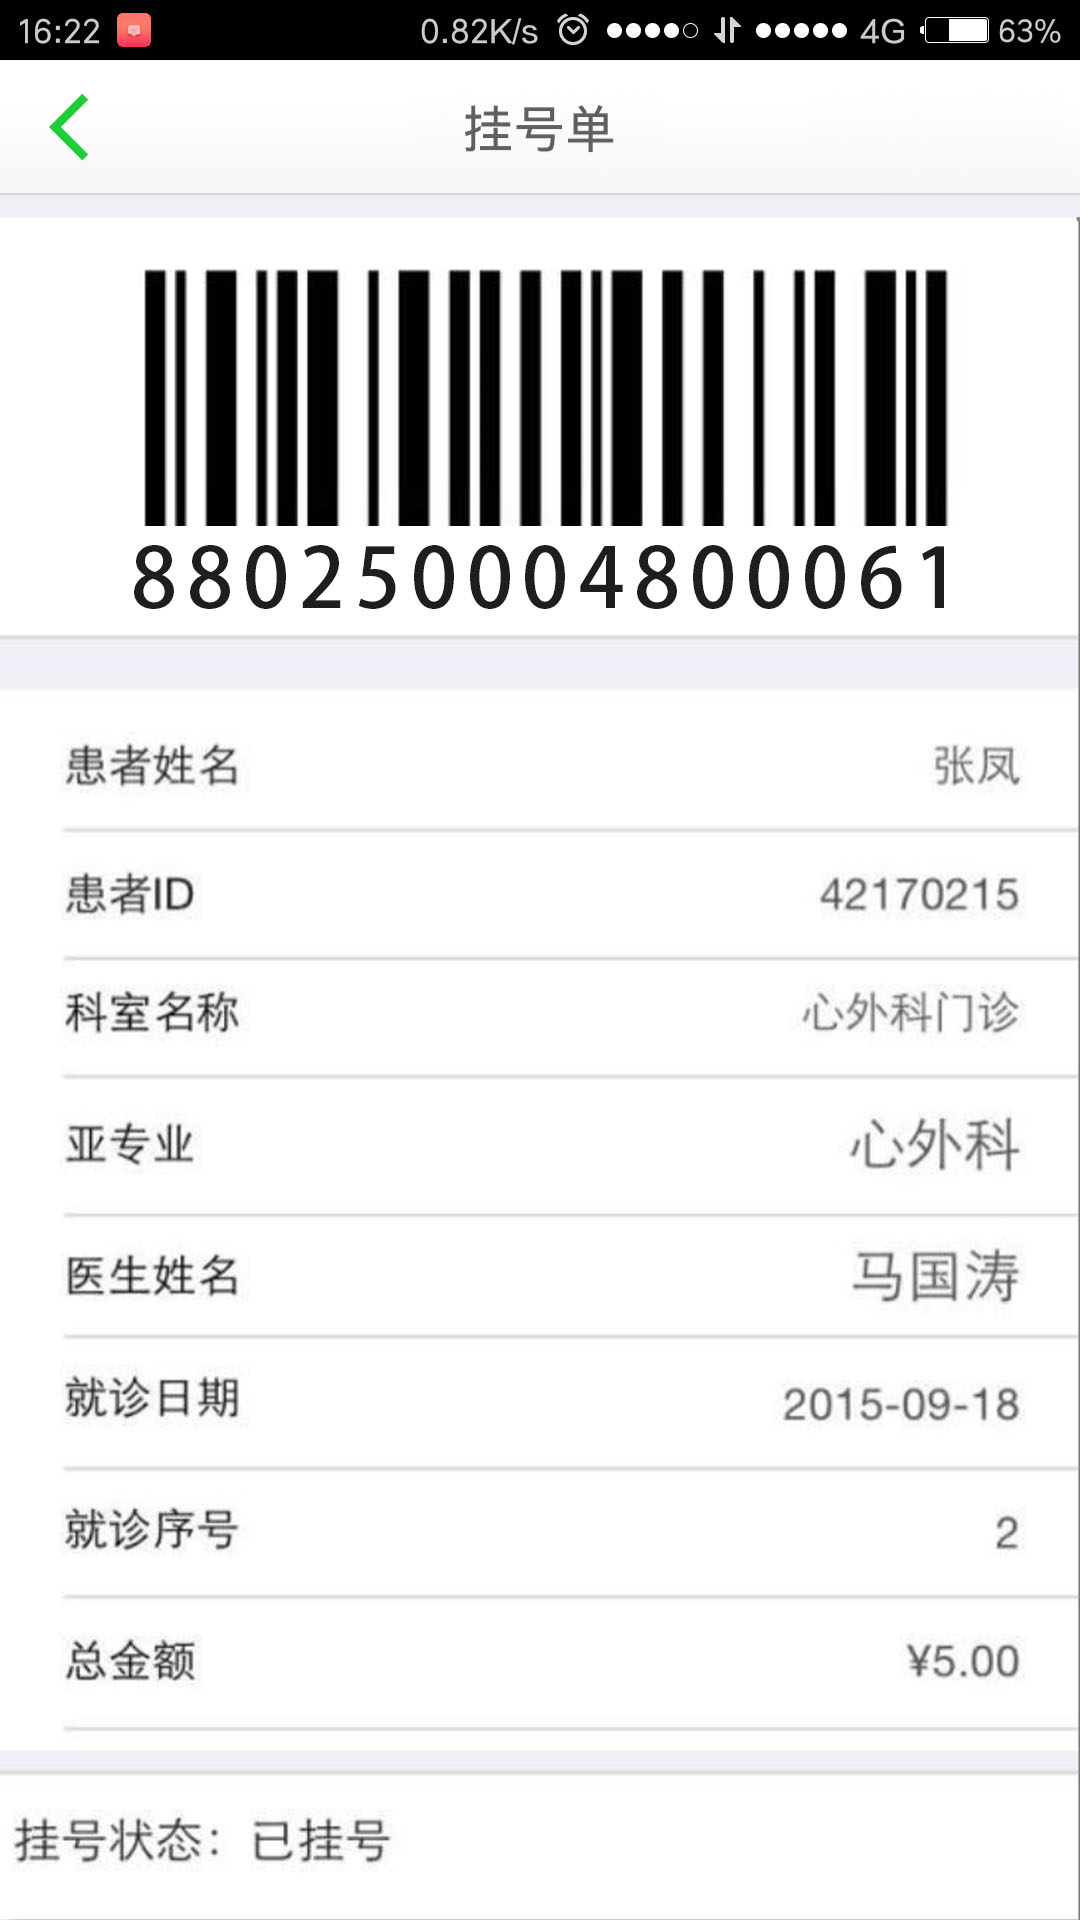 16:22 0.82K/s 4G 63%
挂号单
880250004800061
患者姓名 张凤
患者ID 42170215
科室名称 心外科门诊
亚专业 心外科
医生姓名 马国涛
就诊日期 2015-09-18
就诊序号 2
总金额 ¥5.00
挂号状态：已挂号